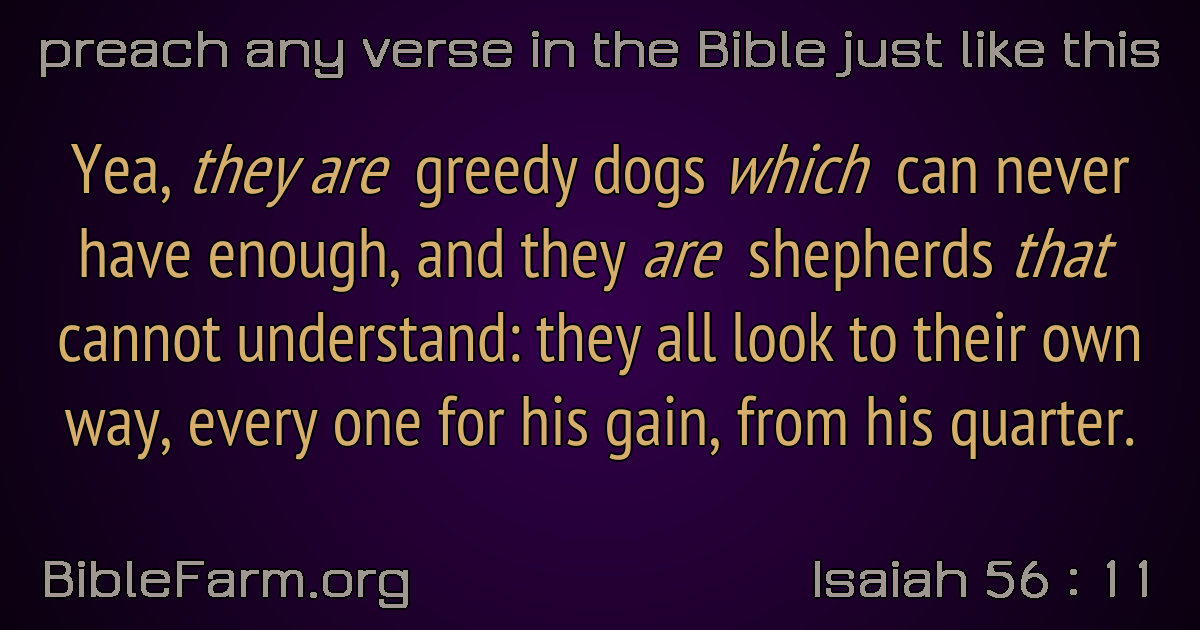 preach any verse in the Bible just like this
Yea, they are greedy dogs which can never
have enough, and they are shepherds that
cannot understand: they all look to their own
way, every one for his gain, from his quarter.
BibleFarm.org
Isaiah 56 : 11